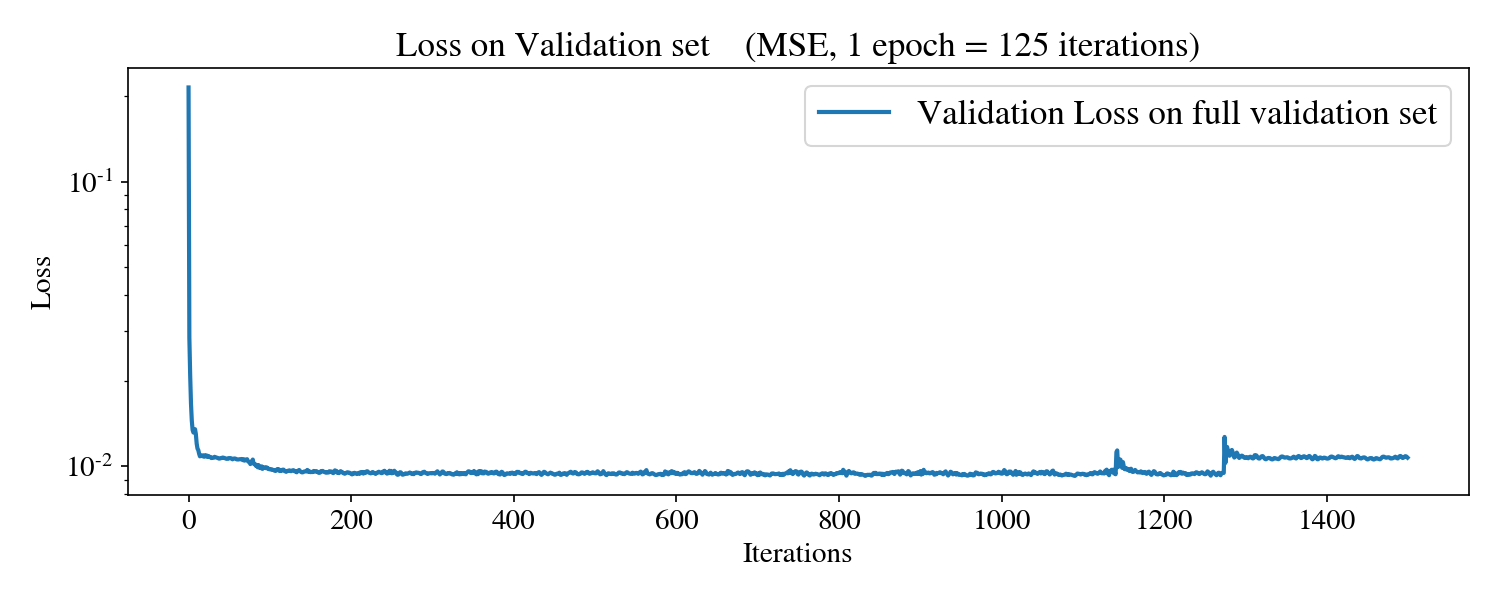 Loss on Validation set    (MSE, 1 epoch = 125 iterations)
Validation Loss on full validation set
Loss
10⁻¹
10⁻²
0 200 400 600 800 1000 1200 1400
Iterations